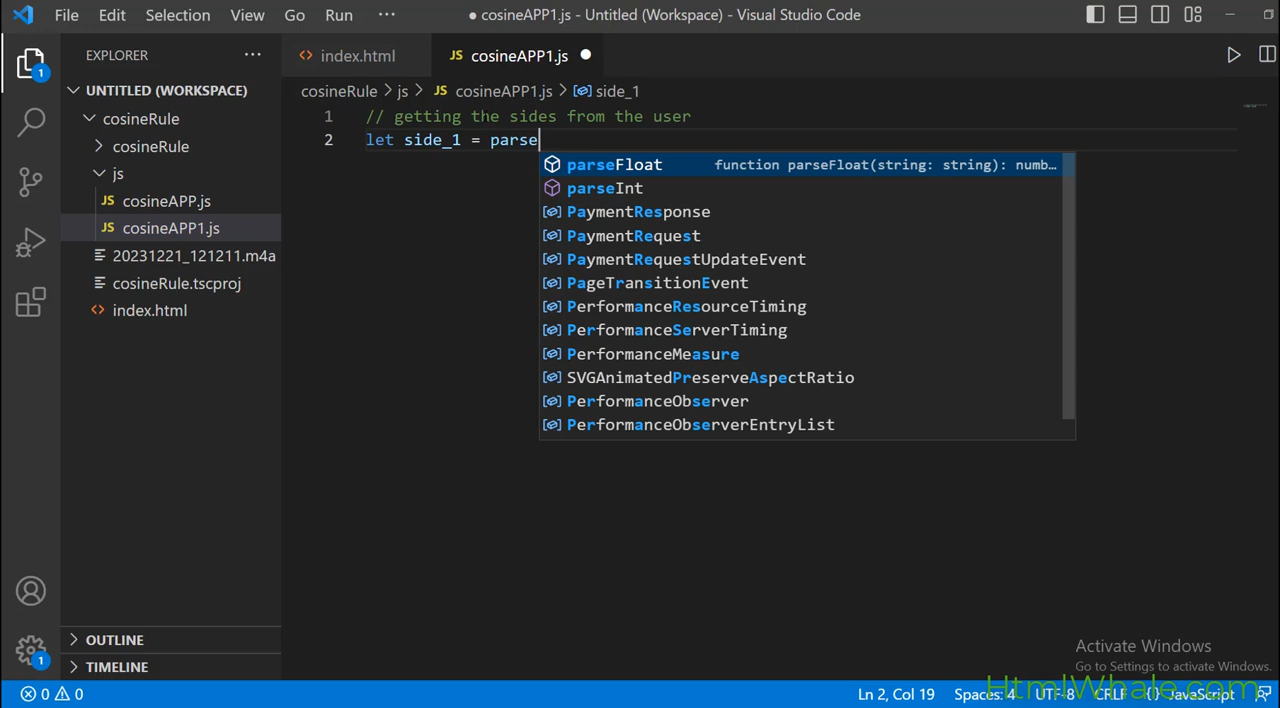 File Edit Selection View Go Run ··· ● cosineAPP1.js - Untitled (Workspace) - Visual Studio Code
EXPLORER ···
1
UNTITLED (WORKSPACE)
cosineRule
cosineRule
js
JS cosineAPP.js
JS cosineAPP1.js
20231221_121211.m4a
cosineRule.tscproj
<> index.html
OUTLINE
1
TIMELINE
<> index.html JS cosineAPP1.js ●
cosineRule > js > JS cosineAPP1.js > side_1
1 // getting the sides from the user
2 let side_1 = parse
parseFloat function parseFloat(string: string): numb…
parseInt
PaymentResponse
PaymentRequest
PaymentRequestUpdateEvent
PageTransitionEvent
PerformanceResourceTiming
PerformanceServerTiming
PerformanceMeasure
SVGAnimatedPreserveAspectRatio
PerformanceObserver
PerformanceObserverEntryList
Activate Windows
Go to Settings to activate Windows.
HtmlWhale.com
0 0 Ln 2, Col 19 Spaces: 4 UTF-8 CRLF {} JavaScript